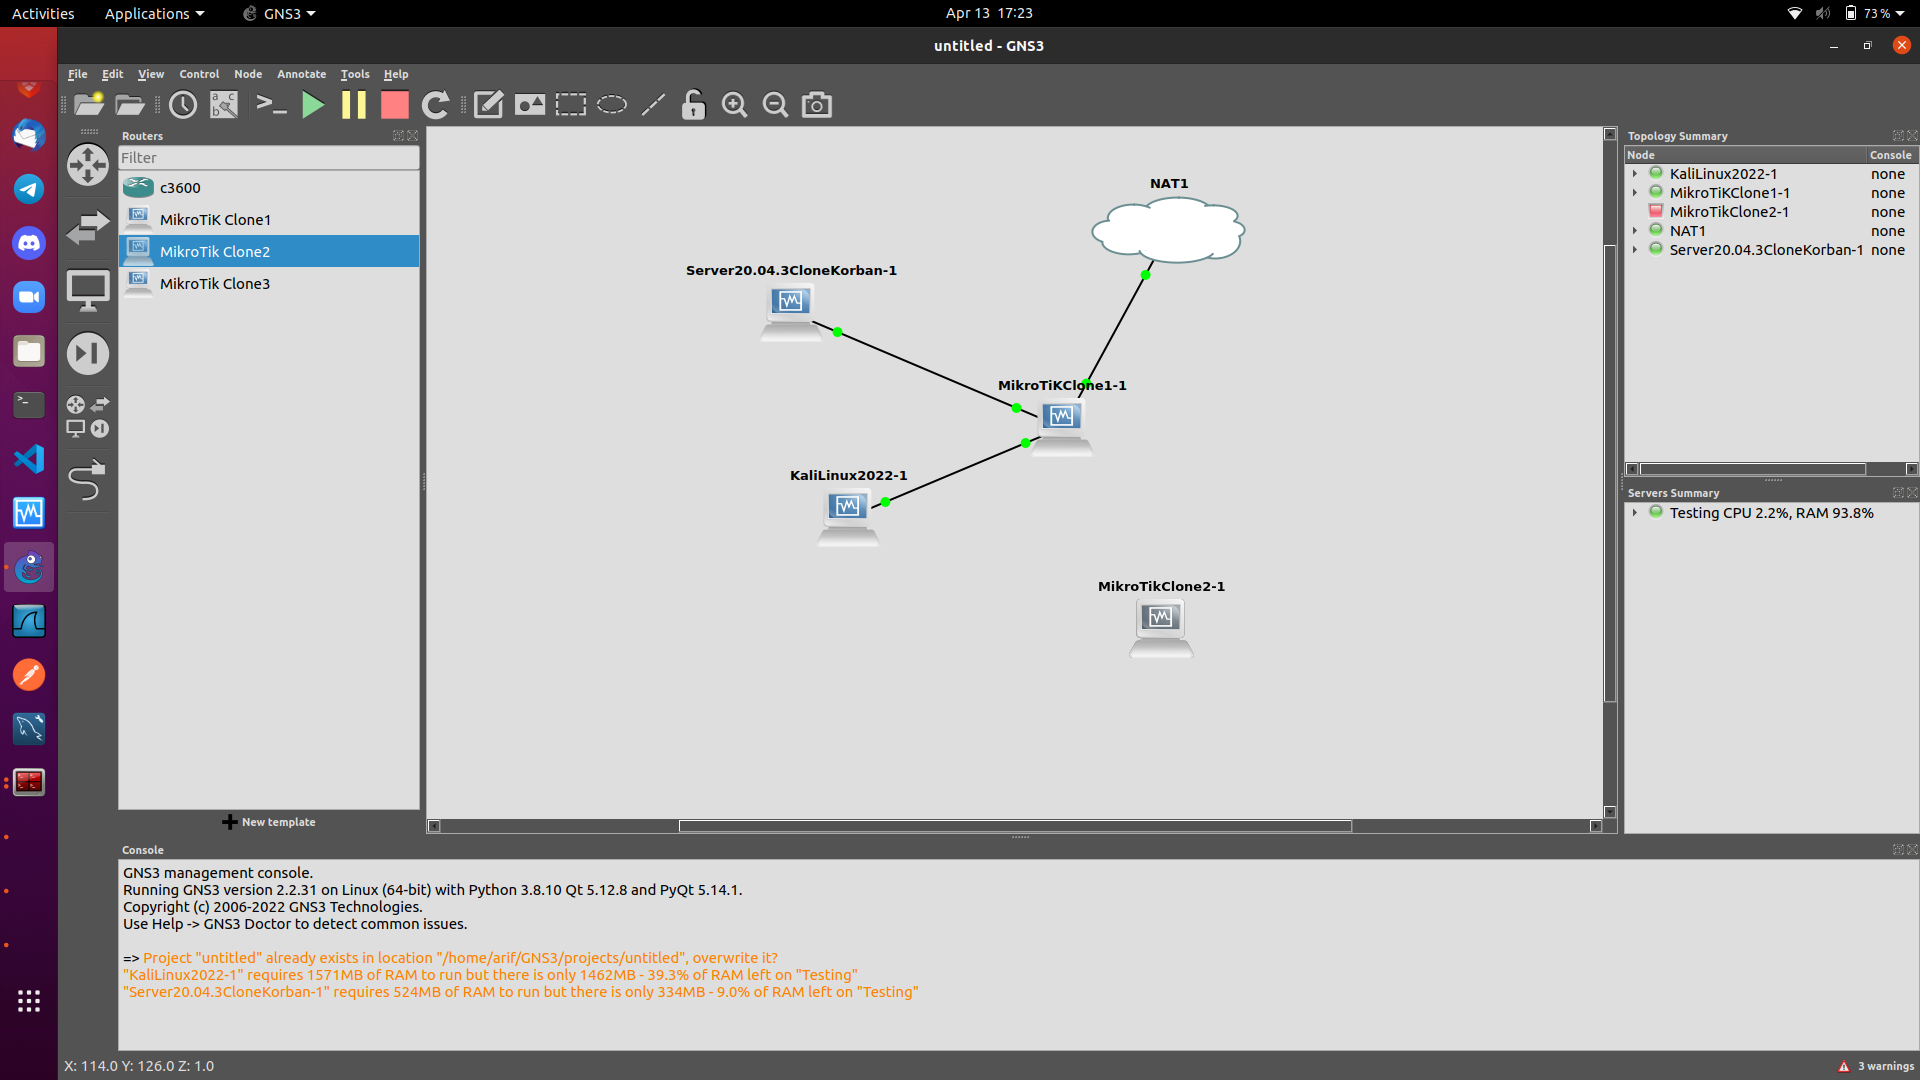 Activities
Applications
GNS3
Apr 13 17:23
73 %
untitled - GNS3
File Edit View Control Node Annotate Tools Help
Routers
Filter
c3600
MikroTiK Clone1
MikroTik Clone2
MikroTik Clone3
New template
NAT1
Server20.04.3CloneKorban-1
MikroTiKClone1-1
KaliLinux2022-1
MikroTikClone2-1
Topology Summary
Node Console
KaliLinux2022-1 none
MikroTiKClone1-1 none
MikroTikClone2-1 none
NAT1 none
Server20.04.3CloneKorban-1 none
Servers Summary
Testing CPU 2.2%, RAM 93.8%
Console
GNS3 management console.
Running GNS3 version 2.2.31 on Linux (64-bit) with Python 3.8.10 Qt 5.12.8 and PyQt 5.14.1.
Copyright (c) 2006-2022 GNS3 Technologies.
Use Help -> GNS3 Doctor to detect common issues.
=> Project "untitled" already exists in location "/home/arif/GNS3/projects/untitled", overwrite it?
"KaliLinux2022-1" requires 1571MB of RAM to run but there is only 1462MB - 39.3% of RAM left on "Testing"
"Server20.04.3CloneKorban-1" requires 524MB of RAM to run but there is only 334MB - 9.0% of RAM left on "Testing"
X: 114.0 Y: 126.0 Z: 1.0
3 warnings